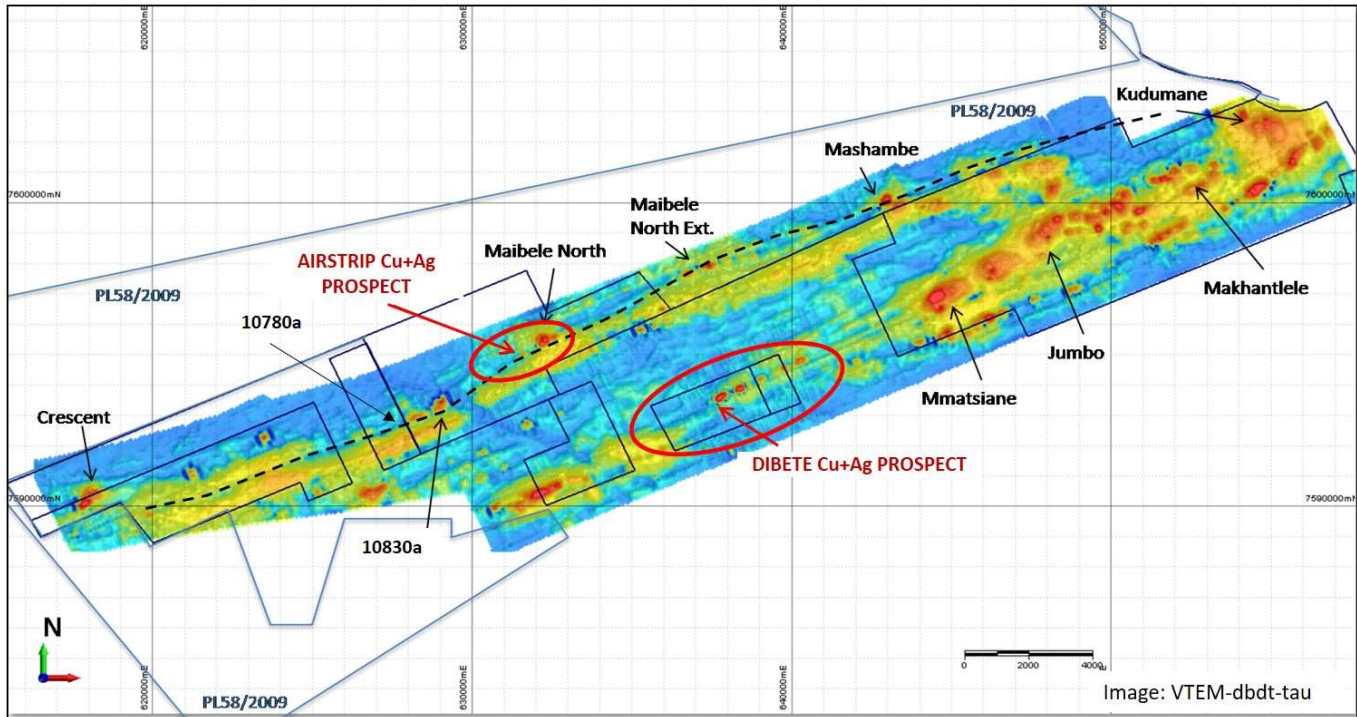 620000mE
630000mE
640000mE
650000mE
Kudumane
PL58/2009
Mashambe
7600000mN
7600000mN
Maibele
North Ext.
Maibele North
AIRSTRIP Cu+Ag
PROSPECT
PL58/2009
Makhantlele
10780a
Jumbo
Mmatsiane
Crescent
DIBETE Cu+Ag PROSPECT
7590000mN
7590000mN
10830a
N
0
2000
4000
620000mE
630000mE
640000mE
E
Image: VTEM-dbdt-tau
PL58/2009